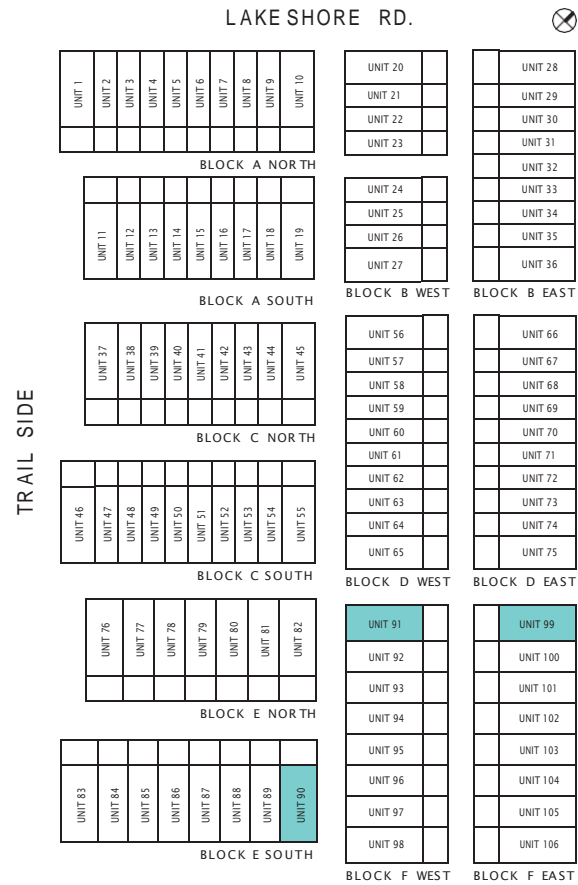 LAKESHORE RD.
TRAIL SIDE
UNIT 1
UNIT 2
UNIT 3
UNIT 4
UNIT 5
UNIT 6
UNIT 7
UNIT 8
UNIT 9
UNIT 10
BLOCK A NORTH
UNIT 11
UNIT 12
UNIT 13
UNIT 14
UNIT 15
UNIT 16
UNIT 17
UNIT 18
UNIT 19
BLOCK A SOUTH
UNIT 20
UNIT 21
UNIT 22
UNIT 23
UNIT 24
UNIT 25
UNIT 26
UNIT 27
BLOCK B WEST
UNIT 28
UNIT 29
UNIT 30
UNIT 31
UNIT 32
UNIT 33
UNIT 34
UNIT 35
UNIT 36
BLOCK B EAST
UNIT 37
UNIT 38
UNIT 39
UNIT 40
UNIT 41
UNIT 42
UNIT 43
UNIT 44
UNIT 45
BLOCK C NORTH
UNIT 46
UNIT 47
UNIT 48
UNIT 49
UNIT 50
UNIT 51
UNIT 52
UNIT 53
UNIT 54
UNIT 55
BLOCK C SOUTH
UNIT 56
UNIT 57
UNIT 58
UNIT 59
UNIT 60
UNIT 61
UNIT 62
UNIT 63
UNIT 64
UNIT 65
BLOCK D WEST
UNIT 66
UNIT 67
UNIT 68
UNIT 69
UNIT 70
UNIT 71
UNIT 72
UNIT 73
UNIT 74
UNIT 75
BLOCK D EAST
UNIT 76
UNIT 77
UNIT 78
UNIT 79
UNIT 80
UNIT 81
UNIT 82
BLOCK E NORTH
UNIT 83
UNIT 84
UNIT 85
UNIT 86
UNIT 87
UNIT 88
UNIT 89
UNIT 90
BLOCK E SOUTH
UNIT 91
UNIT 92
UNIT 93
UNIT 94
UNIT 95
UNIT 96
UNIT 97
UNIT 98
BLOCK F WEST
UNIT 99
UNIT 100
UNIT 101
UNIT 102
UNIT 103
UNIT 104
UNIT 105
UNIT 106
BLOCK F EAST